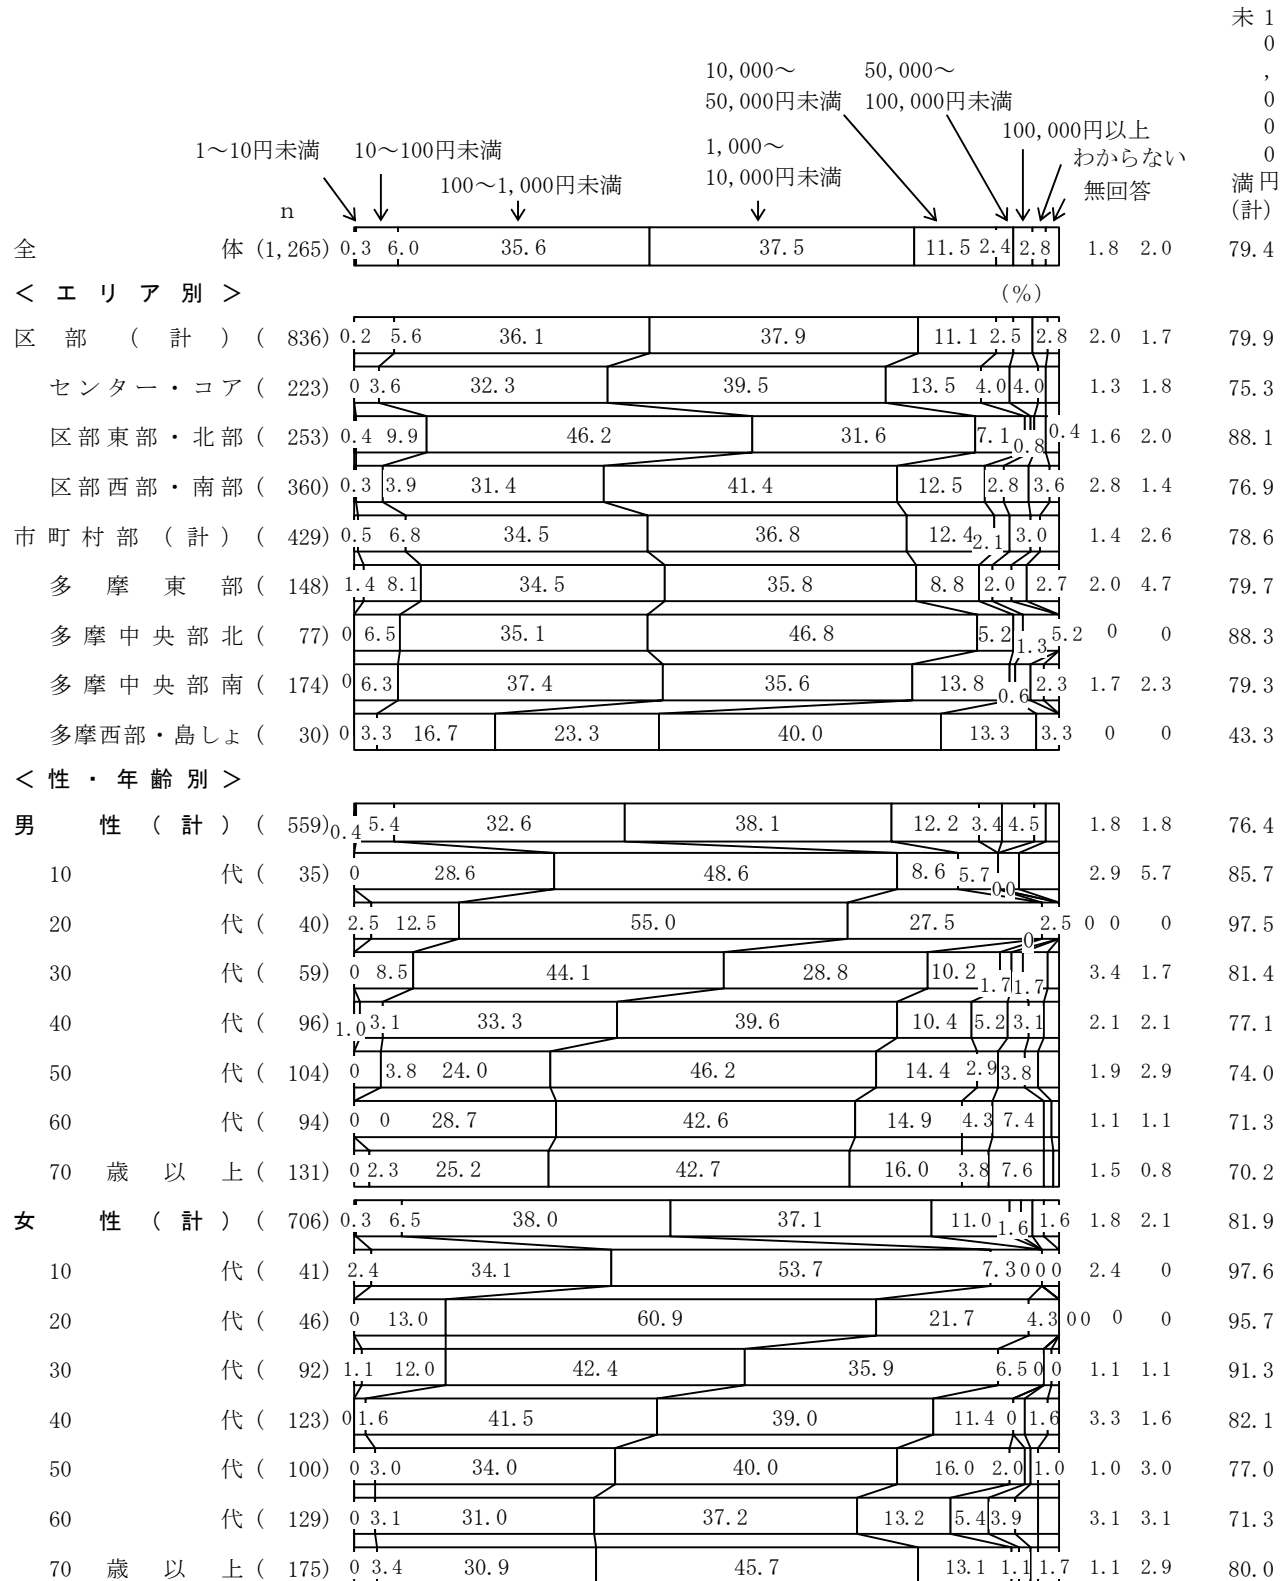 未 1
0
,
0
0
0
満 円
(計)
10,000～
50,000円未満
50,000～
100,000円未満
100,000円以上
わからない
無回答
1～10円未満
10～100円未満
100～1,000円未満
1,000～
10,000円未満
n
全 体 (1,265) 0.3 6.0 35.6 37.5 11.5 2.4 2.8 1.8 2.0 79.4
＜ エ リ ア 別 ＞ (%)
区 部 ( 計 ) ( 836) 0.2 5.6 36.1 37.9 11.1 2.5 2.8 2.0 1.7 79.9
センター・コア ( 223) 0 3.6 32.3 39.5 13.5 4.0 4.0 1.3 1.8 75.3
区部東部・北部 ( 253) 0.4 9.9 46.2 31.6 7.1 0.8 0.4 1.6 2.0 88.1
区部西部・南部 ( 360) 0.3 3.9 31.4 41.4 12.5 2.8 3.6 2.8 1.4 76.9
市町村部 (計) ( 429) 0.5 6.8 34.5 36.8 12.4 2.1 3.0 1.4 2.6 78.6
多 摩 東 部 ( 148) 1.4 8.1 34.5 35.8 8.8 2.0 2.7 2.0 4.7 79.7
多摩中央部北 ( 77) 0 6.5 35.1 46.8 5.2 1.3 5.2 0 0 88.3
多摩中央部南 ( 174) 0 6.3 37.4 35.6 13.8 0.6 2.3 1.7 2.3 79.3
多摩西部・島しょ ( 30) 0 3.3 16.7 23.3 40.0 13.3 3.3 0 0 43.3
＜ 性 ・ 年 齢 別 ＞
男 性 ( 計 ) ( 559) 0.4 5.4 32.6 38.1 12.2 3.4 4.5 1.8 1.8 76.4
10 代 ( 35) 0 28.6 48.6 8.6 5.7 0 0 2.9 5.7 85.7
20 代 ( 40) 2.5 12.5 55.0 27.5 2.5 0 0 0 97.5
30 代 ( 59) 0 8.5 44.1 28.8 10.2 0 1.7 1.7 3.4 1.7 81.4
40 代 ( 96) 1.0 3.1 33.3 39.6 10.4 5.2 3.1 2.1 2.1 77.1
50 代 ( 104) 0 3.8 24.0 46.2 14.4 2.9 3.8 1.9 2.9 74.0
60 代 ( 94) 0 0 28.7 42.6 14.9 4.3 7.4 1.1 1.1 71.3
70 歳 以 上 ( 131) 0 2.3 25.2 42.7 16.0 3.8 7.6 1.5 0.8 70.2
女 性 ( 計 ) ( 706) 0.3 6.5 38.0 37.1 11.0 1.6 1.6 1.8 2.1 81.9
10 代 ( 41) 2.4 34.1 53.7 7.3 0 0 0 2.4 0 97.6
20 代 ( 46) 0 13.0 60.9 21.7 4.3 0 0 0 0 95.7
30 代 ( 92) 1.1 12.0 42.4 35.9 6.5 0 0 1.1 1.1 91.3
40 代 ( 123) 0 1.6 41.5 39.0 11.4 0 1.6 3.3 1.6 82.1
50 代 ( 100) 0 3.0 34.0 40.0 16.0 2.0 1.0 1.0 3.0 77.0
60 代 ( 129) 0 3.1 31.0 37.2 13.2 5.4 3.9 3.1 3.1 71.3
70 歳 以 上 ( 175) 0 3.4 30.9 45.7 13.1 1.1 1.7 1.1 2.9 80.0